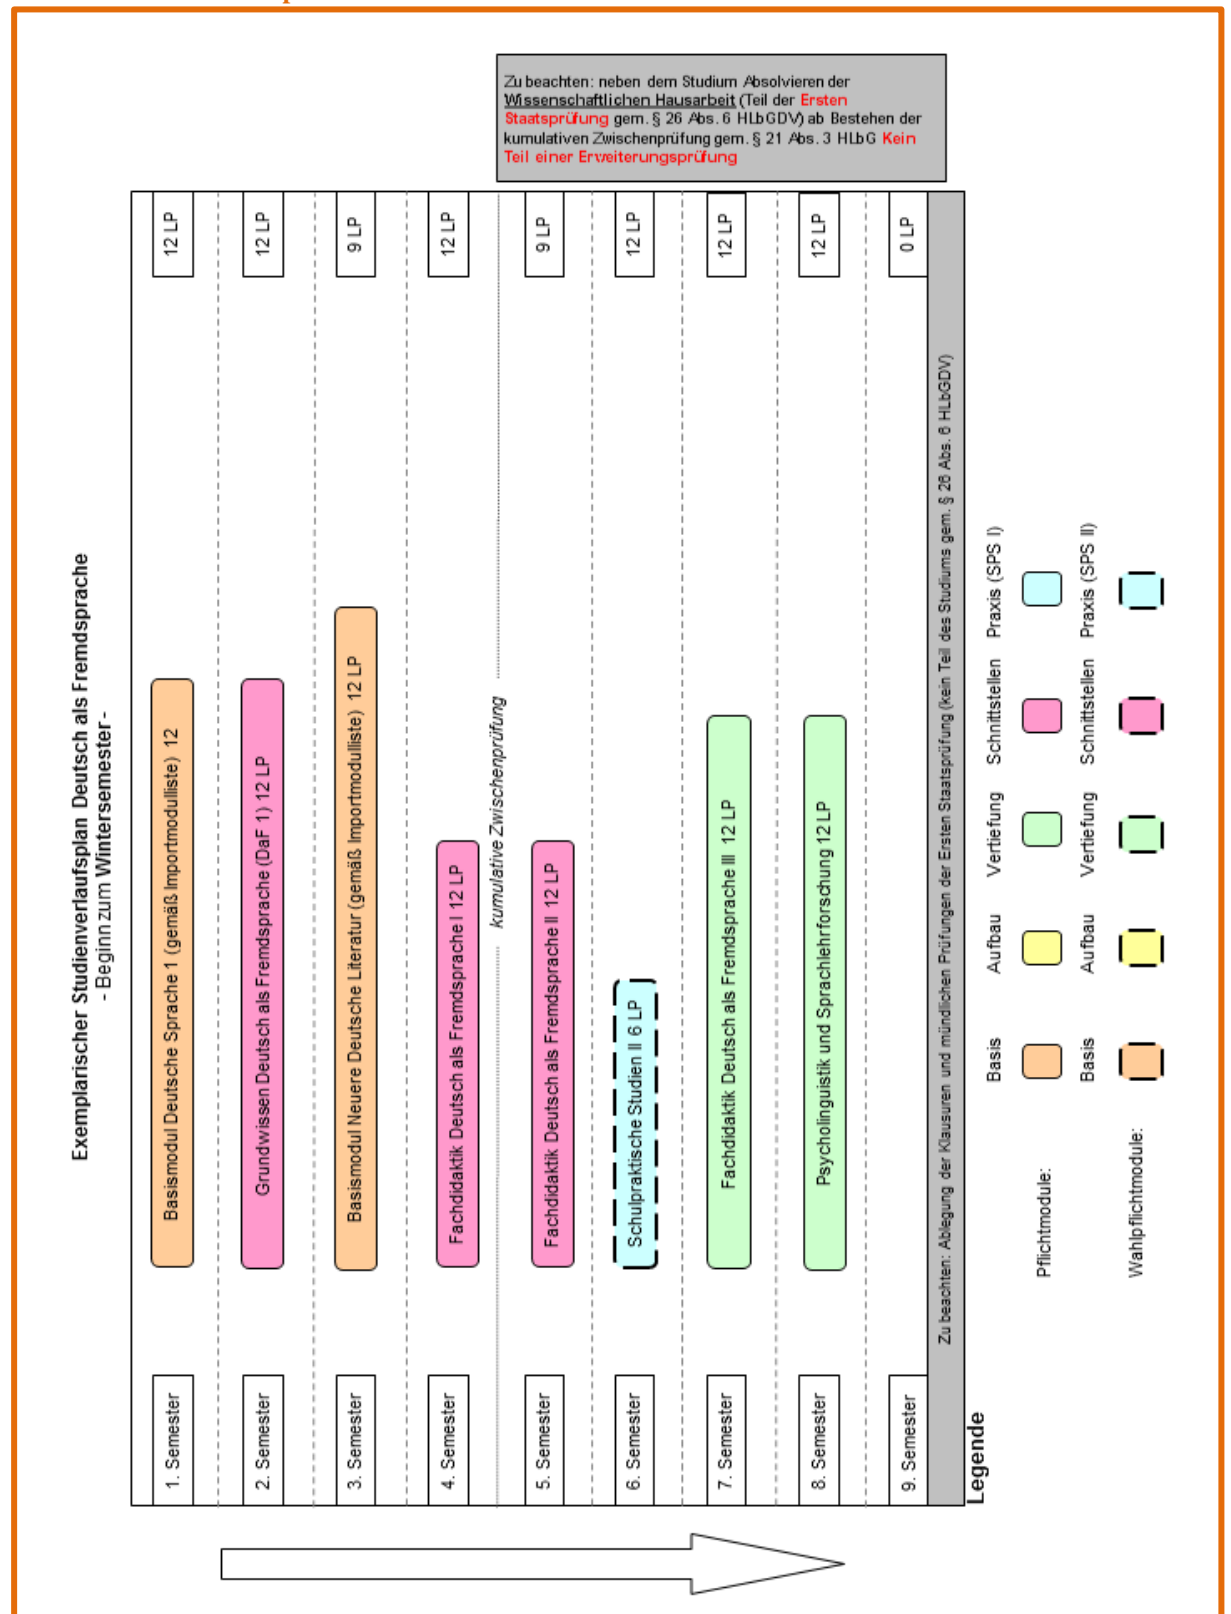 Zu beachten: neben dem Studium Absolvieren der
Wissenschaftlichen Hausarbeit (Teil der Ersten
Staatsprüfung gem. § 26 Abs. 6 HLbGDV) ab Bestehen der
kumulativen Zwischenprüfung gem. § 21 Abs. 3 HLbG Kein
Teil einer Erweiterungsprüfung
Exemplarischer Studienverlaufsplan Deutsch als Fremdsprache
- Beginn zum Wintersemester -
1. Semester
Basismodul Deutsche Sprache 1 (gemäß Importmodulliste) 12
12 LP
2. Semester
Grundwissen Deutsch als Fremdsprache (DaF 1) 12 LP
12 LP
3. Semester
Basismodul Neuere Deutsche Literatur (gemäß Importmodulliste) 12 LP
9 LP
4. Semester
Fachdidaktik Deutsch als Fremdsprache I 12 LP
12 LP
kumulative Zwischenprüfung
5. Semester
Fachdidaktik Deutsch als Fremdsprache II 12 LP
9 LP
6. Semester
Schulpraktische Studien II 6 LP
12 LP
7. Semester
Fachdidaktik Deutsch als Fremdsprache III 12 LP
12 LP
8. Semester
Psycholinguistik und Sprachlehrforschung 12 LP
12 LP
9. Semester
0 LP
Zu beachten: Ablegung der Klausuren und mündlichen Prüfungen der Ersten Staatsprüfung (kein Teil des Studiums gem. § 26 Abs. 6 HLbGDV)
Legende
Basis Aufbau Vertiefung Schnittstellen Praxis (SPS I)
Pflichtmodule:
Basis Aufbau Vertiefung Schnittstellen Praxis (SPS II)
Wahlpflichtmodule: